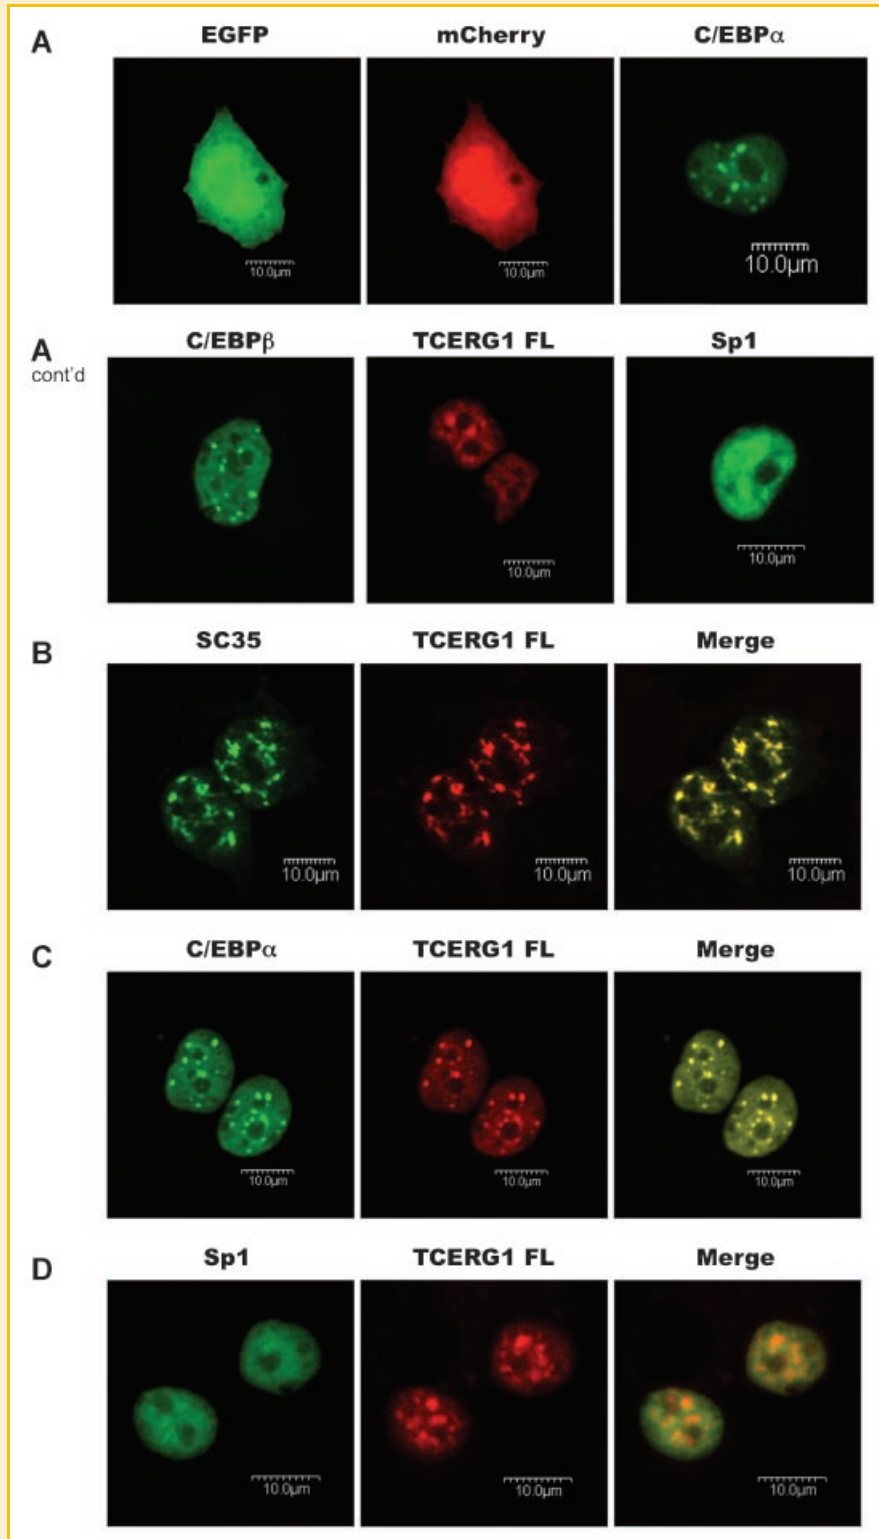 A
EGFP mCherry C/EBPα
10.0µm 10.0µm 10.0µm
A
cont'd
C/EBPβ TCERG1 FL Sp1
10.0µm 10.0µm 10.0µm
B
SC35 TCERG1 FL Merge
10.0µm 10.0µm 10.0µm
C
C/EBPα TCERG1 FL Merge
10.0µm 10.0µm 10.0µm
D
Sp1 TCERG1 FL Merge
10.0µm 10.0µm 10.0µm